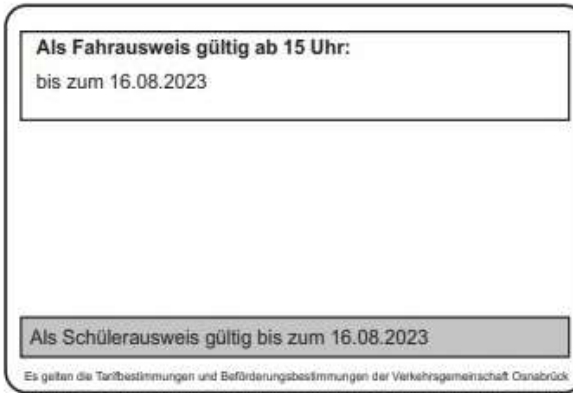 Als Fahrausweis gültig ab 15 Uhr:
bis zum 16.08.2023
Als Schülerausweis gültig bis zum 16.08.2023
Es gelten die Tarifbestimmungen und Beförderungsbestimmungen der Verkehrsgemeinschaft Osnabrück